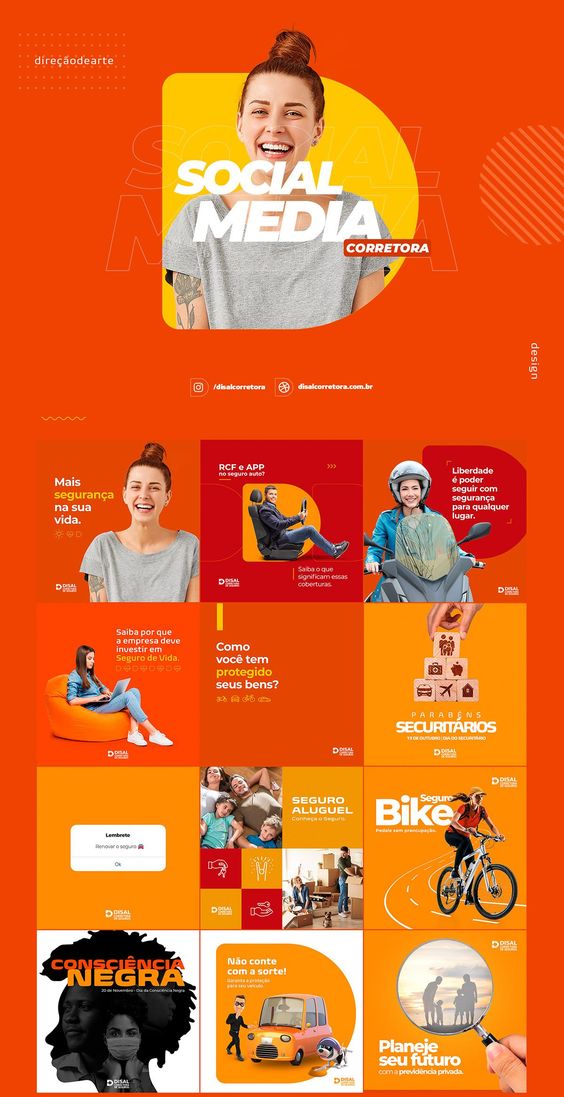 direçãodearte
SOCIAL
MEDIA
SOCIAL
MEDIA
CORRETORA
design
/disalcorretora
disalcorretora.com.br
Mais
segurança
na sua
vida.
DISAL
RCF e APP
no seguro auto?
Saiba o que
significam essas
coberturas.
DISAL
Liberdade
é poder
seguir com
segurança
para qualquer
lugar.
DISAL
Saiba por que
a empresa deve
investir em
Seguro de Vida.
DISAL
Como
você tem
protegido
seus bens?
DISAL
PARABÉNS
SECURITÁRIOS
DIA DO SECURITÁRIO
DISAL
Lembrete
Renovar o seguro 🚘
Ok
DISAL
SEGURO
ALUGUEL
Conheça o Seguro.
DISAL
Seguro
Bike
Pedale sem preocupação.
CONSCIÊNCIA
NEGRA
20 de Novembro - Dia da Consciência Negra
DISAL
Não conte
com a sorte!
Garanta a proteção
para seu veículo
DISAL
DISAL
Planeje
seu futuro
com a previdência privada.